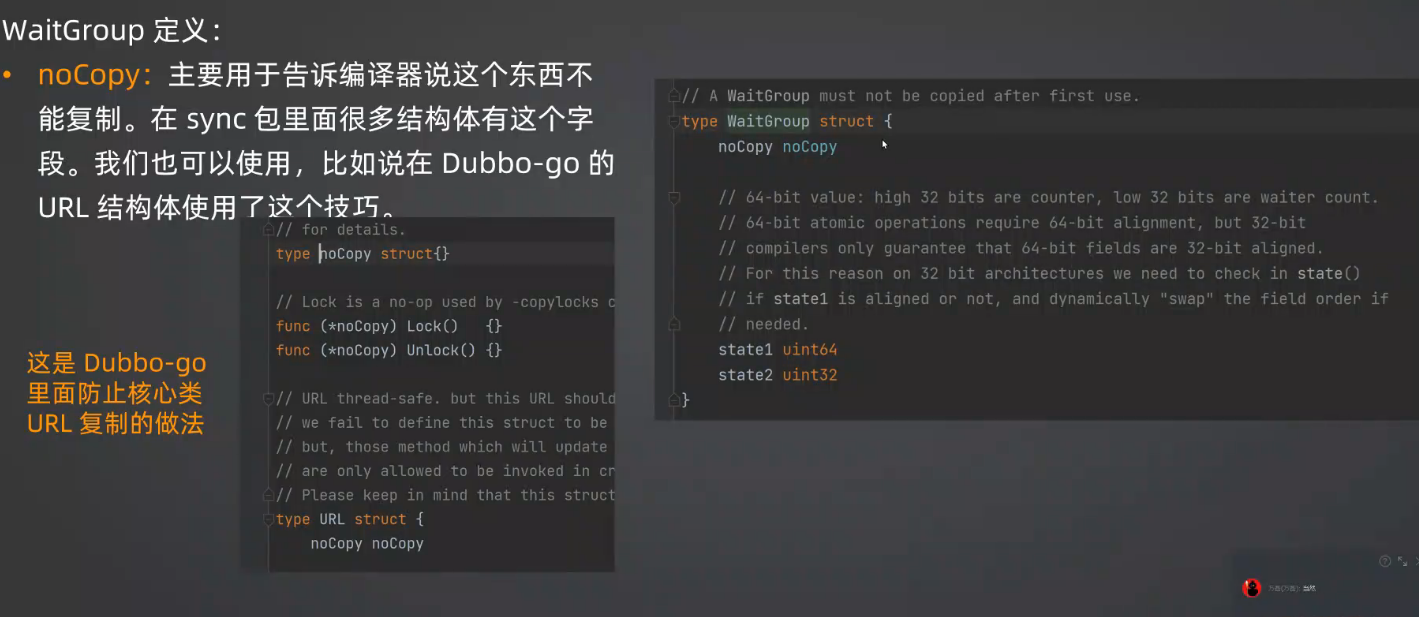 WaitGroup 定义：
• noCopy：主要用于告诉编译器说这个东西不
能复制。在 sync 包里面很多结构体有这个字
段。我们也可以使用，比如说在 Dubbo-go 的
URL 结构体使用了这个技巧。
// for details.
type noCopy struct{}
// Lock is a no-op used by -copylocks c
func (*noCopy) Lock()   {}
func (*noCopy) Unlock() {}
// URL thread-safe. but this URL should
// we fail to define this struct to be
// but, those method which will update
// are only allowed to be invoked in cr
// Please keep in mind that this struct
type URL struct {
noCopy noCopy
这是 Dubbo-go
里面防止核心类
URL 复制的做法
// A WaitGroup must not be copied after first use.
type WaitGroup struct {
noCopy noCopy
// 64-bit value: high 32 bits are counter, low 32 bits are waiter count.
// 64-bit atomic operations require 64-bit alignment, but 32-bit
// compilers only guarantee that 64-bit fields are 32-bit aligned.
// For this reason on 32 bit architectures we need to check in state()
// if state1 is aligned or not, and dynamically "swap" the field order if
// needed.
state1 uint64
state2 uint32
}